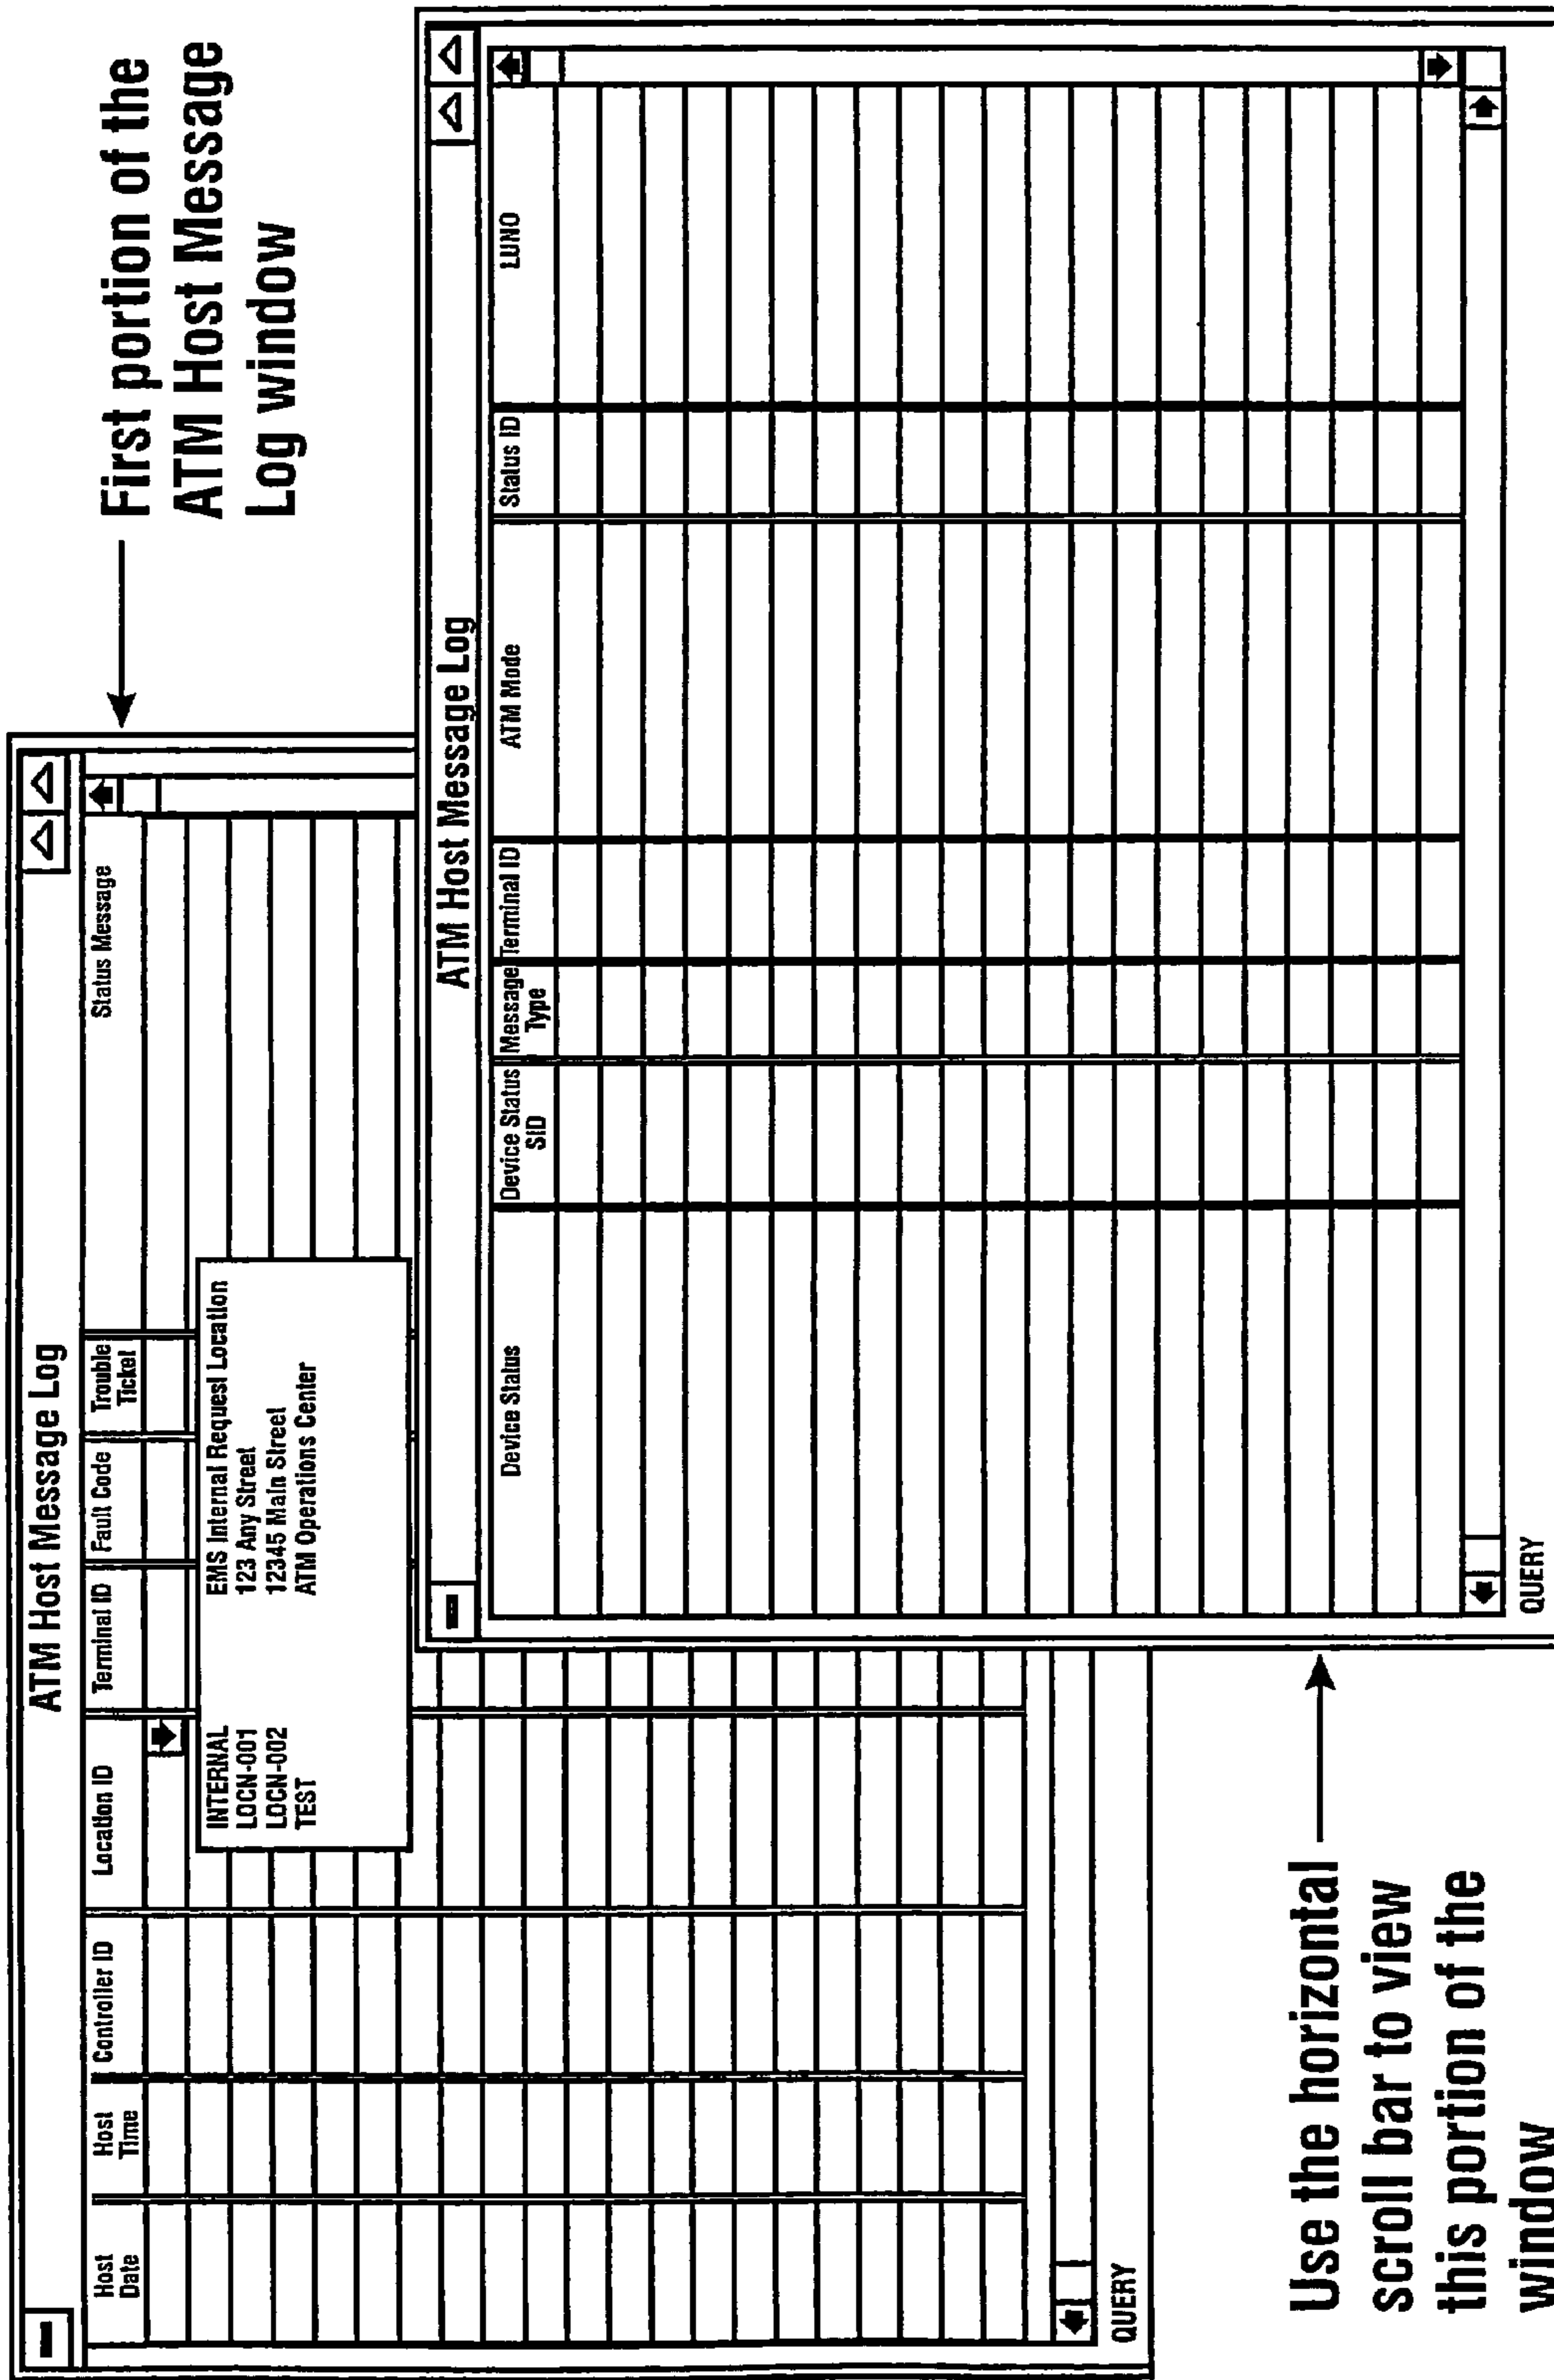 First portion of the
ATM Host Message
Log window
ATM Host Message Log
Host
Date
Host
Time
Controller ID
Location ID
Terminal ID
Fault Code
Trouble
Ticket
Status Message
INTERNAL EMS Internal Request Location
LOCN-001 123 Any Street
LOCN-002 12345 Main Street
TEST ATM Operations Center
QUERY
ATM Host Message Log
Device Status
Device Status
SID
Message
Type
Terminal ID
ATM Mode
Status ID
LUNO
QUERY
Use the horizontal
scroll bar to view
this portion of the
window